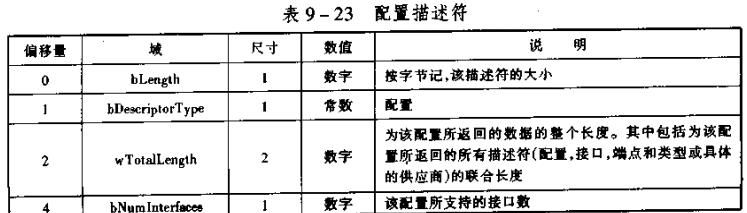 表 9-23 配置描述符
偏移量 域 尺寸 数值 说 明
0 bLength 1 数字 按字节记,该描述符的大小
1 bDescriptorType 1 常数 配置
2 wTotalLength 2 数字 为该配置所返回的数据的整个长度。其中包括为该配
置所返回的所有描述符(配置,接口,端点和类型或具体
的供应商)的联合长度
4 bNumInterfaces 1 数字 该配置所支持的接口数